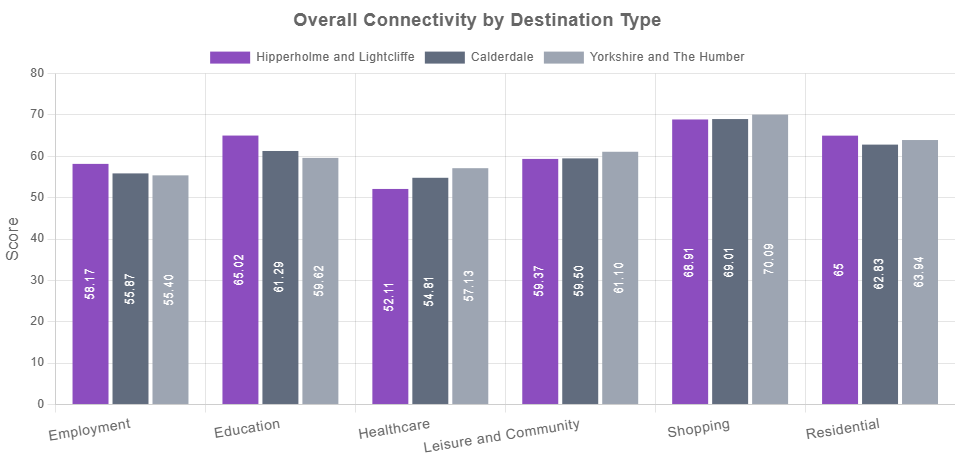 Overall Connectivity by Destination Type
Hipperholme and Lightcliffe Calderdale Yorkshire and The Humber
Score
80
70
60
50
40
30
20
10
0
58.17 55.87 55.40 65.02 61.29 59.62 52.11 54.81 57.13 59.37 59.50 61.10 68.91 69.01 70.09 65 62.83 63.94
Employment Education Healthcare Leisure and Community Shopping Residential